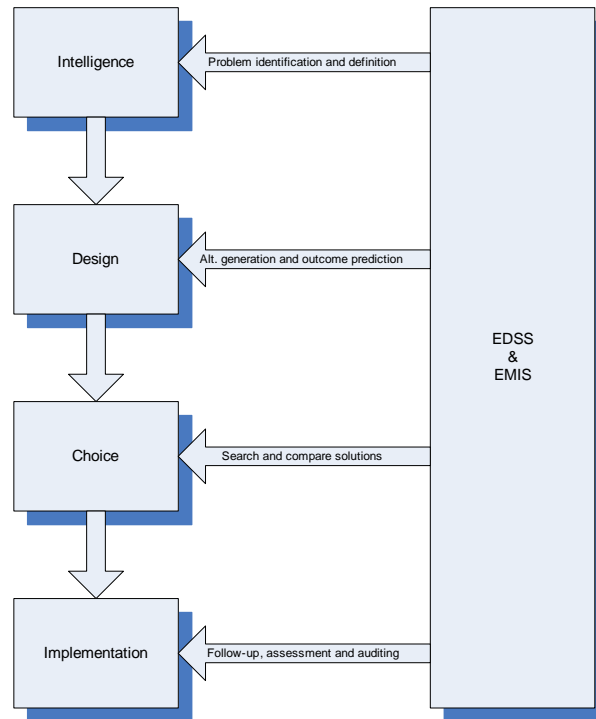 Intelligence
Problem identification and definition
Design
Alt. generation and outcome prediction
EDSS
&
EMIS
Choice
Search and compare solutions
Implementation
Follow-up, assessment and auditing